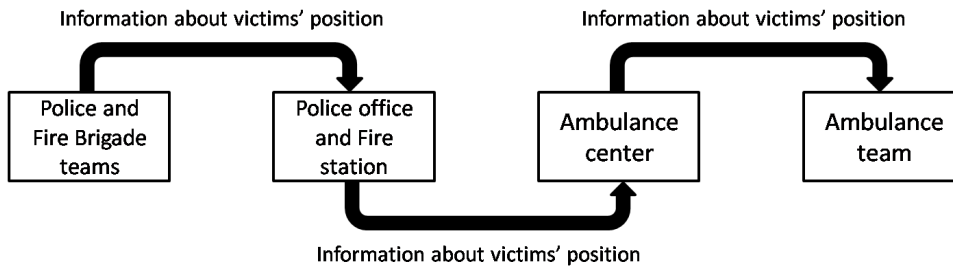 Information about victims' position
Information about victims' position
Police and
Fire Brigade
teams
Police office
and Fire
station
Ambulance
center
Ambulance
team
Information about victims' position